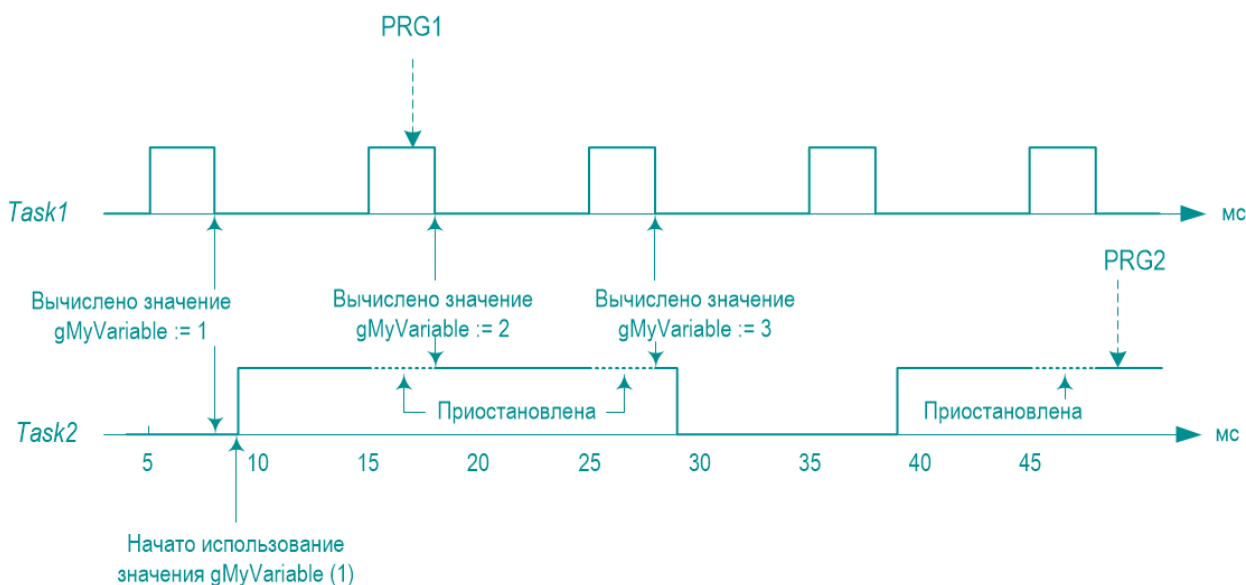 PRG1
Task1
мс
PRG2
Вычислено значение
gMyVariable := 1
Вычислено значение
gMyVariable := 2
Вычислено значение
gMyVariable := 3
Приостановлена
Приостановлена
Task2
мс
5 10 15 20 25 30 35 40 45
Начато использование
значения gMyVariable (1)